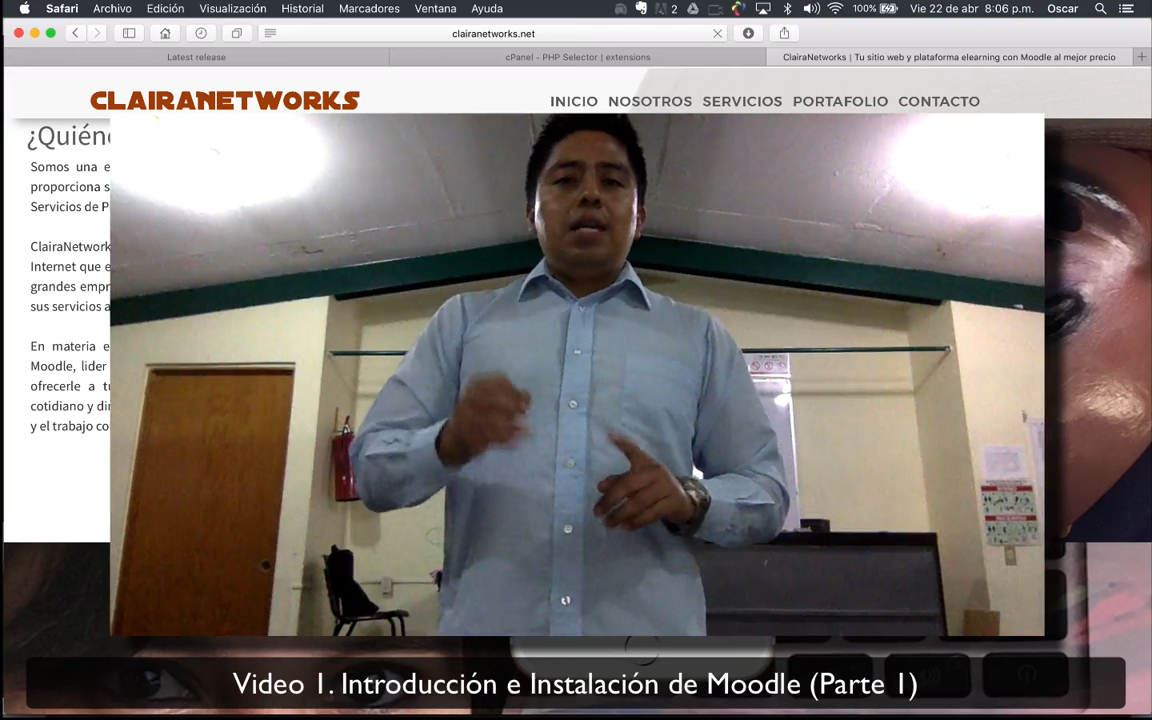 Safari Archivo Edición Visualización Historial Marcadores Ventana Ayuda 2 100% Vie 22 de abr 8:06 p.m. Oscar
clairanetworks.net
Latest release cPanel - PHP Selector | extensions ClairaNetworks | Tu sitio web y plataforma elearning con Moodle al mejor precio
CLAIRANETWORKS INICIO NOSOTROS SERVICIOS PORTAFOLIO CONTACTO
¿Quiéne
Somos una e
proporciona s
Servicios de P
ClairaNetwork
Internet que e
grandes empr
sus servicios a
En materia e
Moodle, lider
ofrecerle a tu
cotidiano y di
y el trabajo co
Video 1. Introducción e Instalación de Moodle (Parte 1)